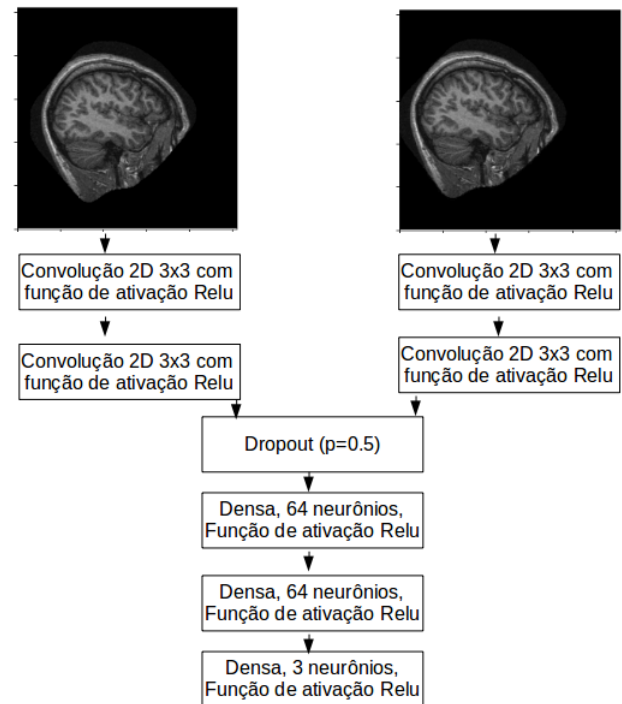 Convolução 2D 3x3 com
função de ativação Relu
Convolução 2D 3x3 com
função de ativação Relu
Convolução 2D 3x3 com
função de ativação Relu
Convolução 2D 3x3 com
função de ativação Relu
Dropout (p=0.5)
Densa, 64 neurônios,
Função de ativação Relu
Densa, 64 neurônios,
Função de ativação Relu
Densa, 3 neurônios,
Função de ativação Relu